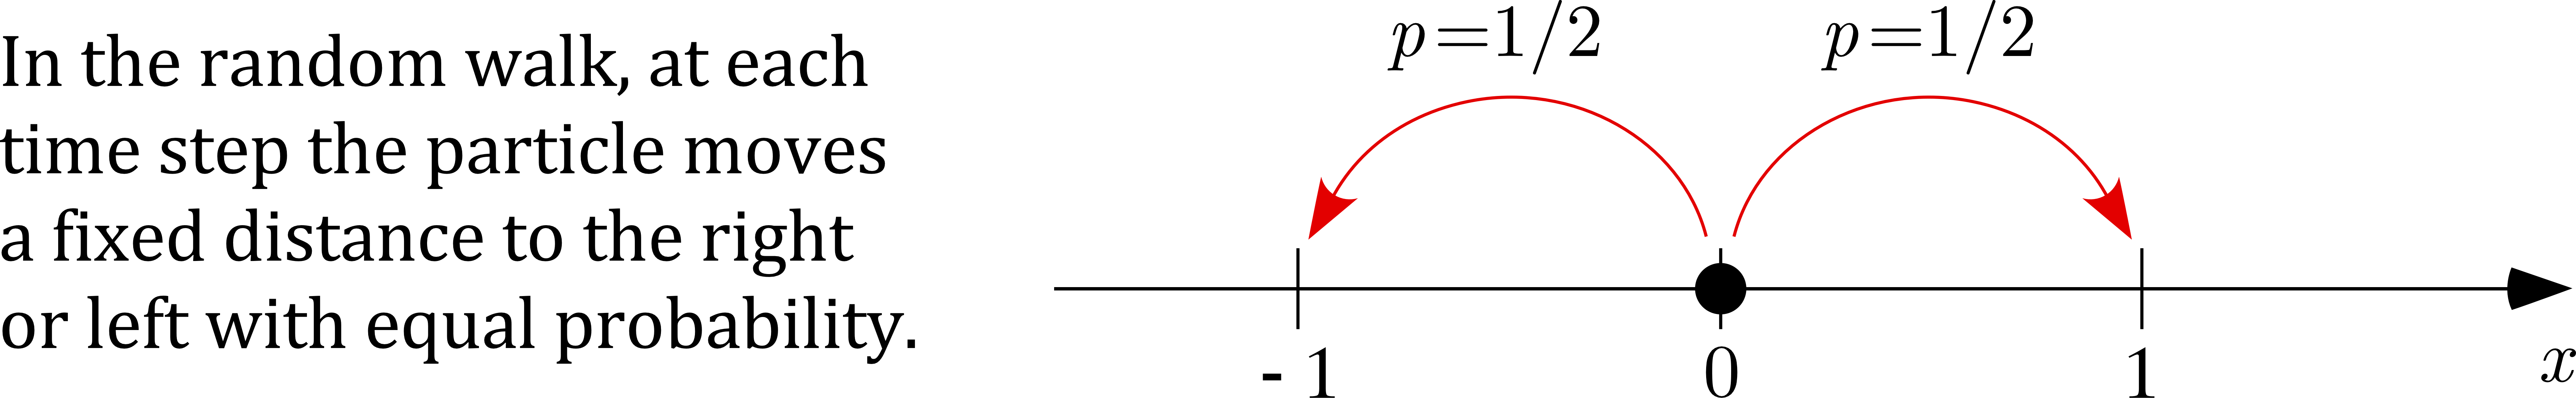 In the random walk, at each
time step the particle moves
a fixed distance to the right
or left with equal probability.
p=1/2 p=1/2
- 1 0 1 x